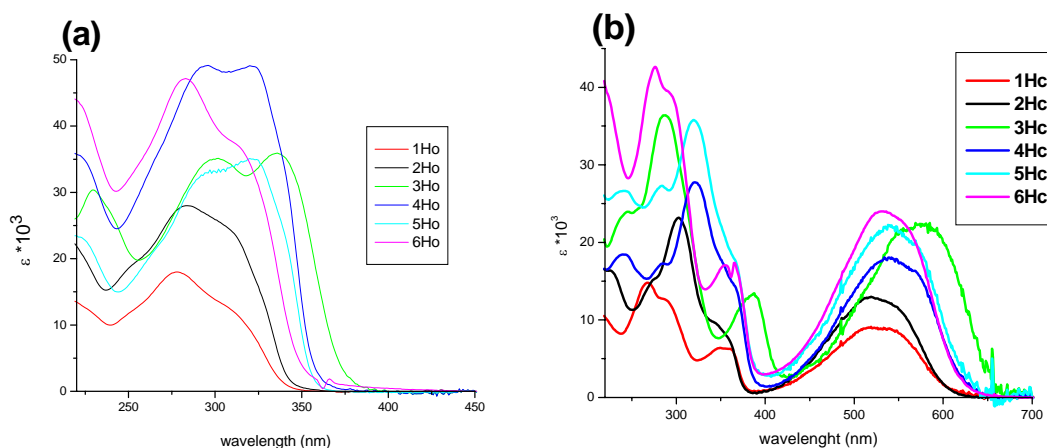 (a)
50
40
30
20
10
0
ε *10³
250 300 350 400 450
wavelength (nm)
1Ho
2Ho
3Ho
4Ho
5Ho
6Ho
(b)
40
30
20
10
0
ε *10³
300 400 500 600 700
wavelenght (nm)
1Hc
2Hc
3Hc
4Hc
5Hc
6Hc